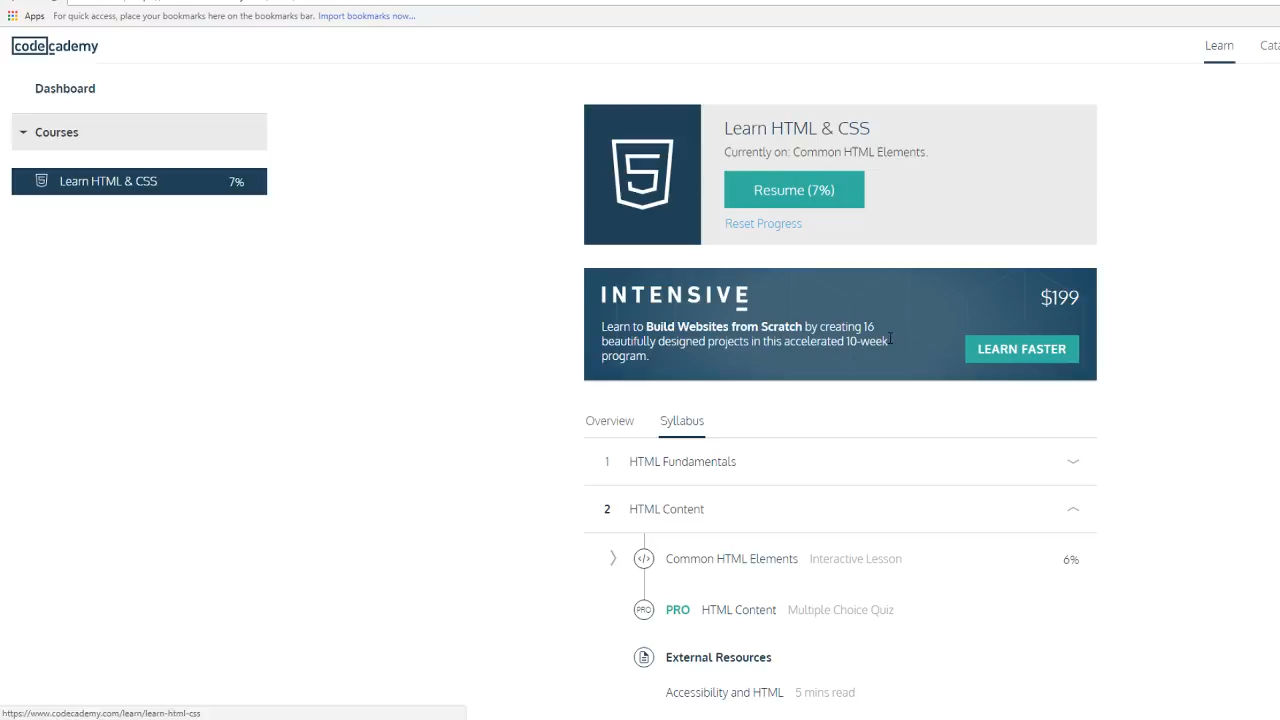 Apps For quick access, place your bookmarks here on the bookmarks bar. Import bookmarks now...
codecademy
Learn
Cata
Dashboard
Courses
Learn HTML & CSS 7%
Learn HTML & CSS
Currently on: Common HTML Elements.
Resume (7%)
Reset Progress
INTENSIVE
$199
Learn to Build Websites from Scratch by creating 16
beautifully designed projects in this accelerated 10-week
program.
LEARN FASTER
Overview Syllabus
1 HTML Fundamentals
2 HTML Content
</> Common HTML Elements Interactive Lesson 6%
PRO PRO HTML Content Multiple Choice Quiz
External Resources
Accessibility and HTML 5 mins read
https://www.codecademy.com/learn/learn-html-css